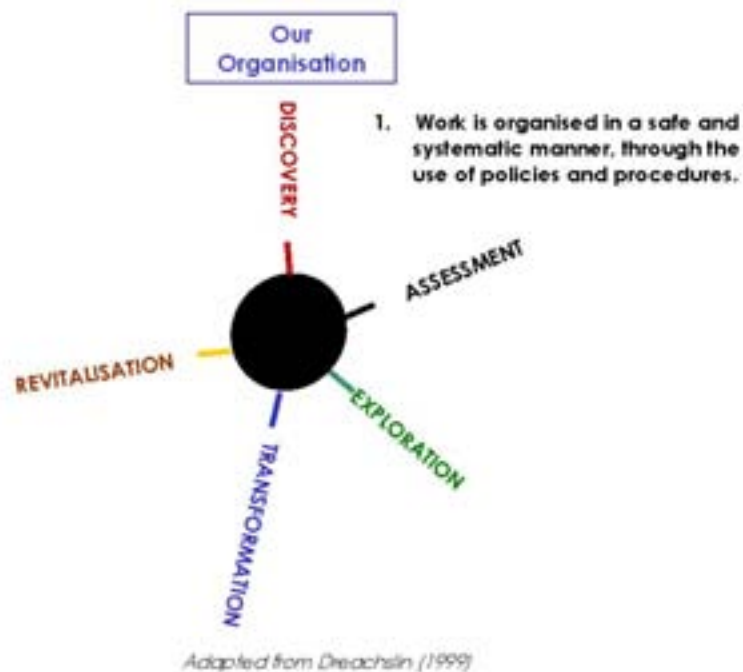 Our
Organisation
DISCOVERY
1. Work is organised in a safe and
systematic manner, through the
use of policies and procedures.
ASSESSMENT
REVITALISATION
EXPLORATION
TRANSFORMATION
Adapted from Dreachslin (1999)